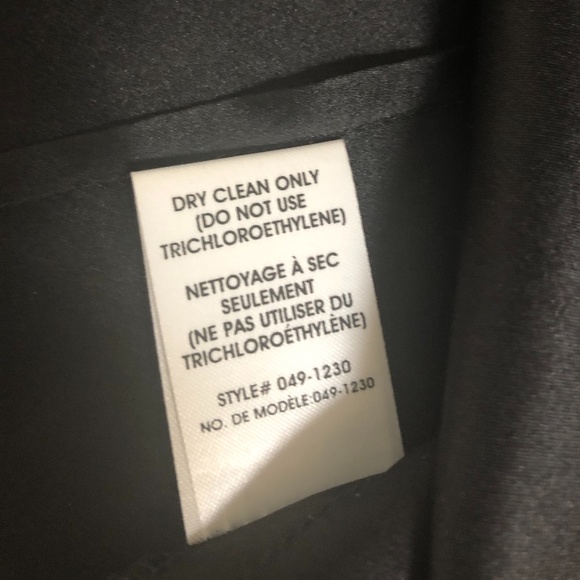 DRY CLEAN ONLY
(DO NOT USE
TRICHLOROETHYLENE)
NETTOYAGE À SEC
SEULEMENT
(NE PAS UTILISER DU
TRICHLOROÉTHYLÈNE)
STYLE# 049-1230
NO. DE MODÈLE:049-1230